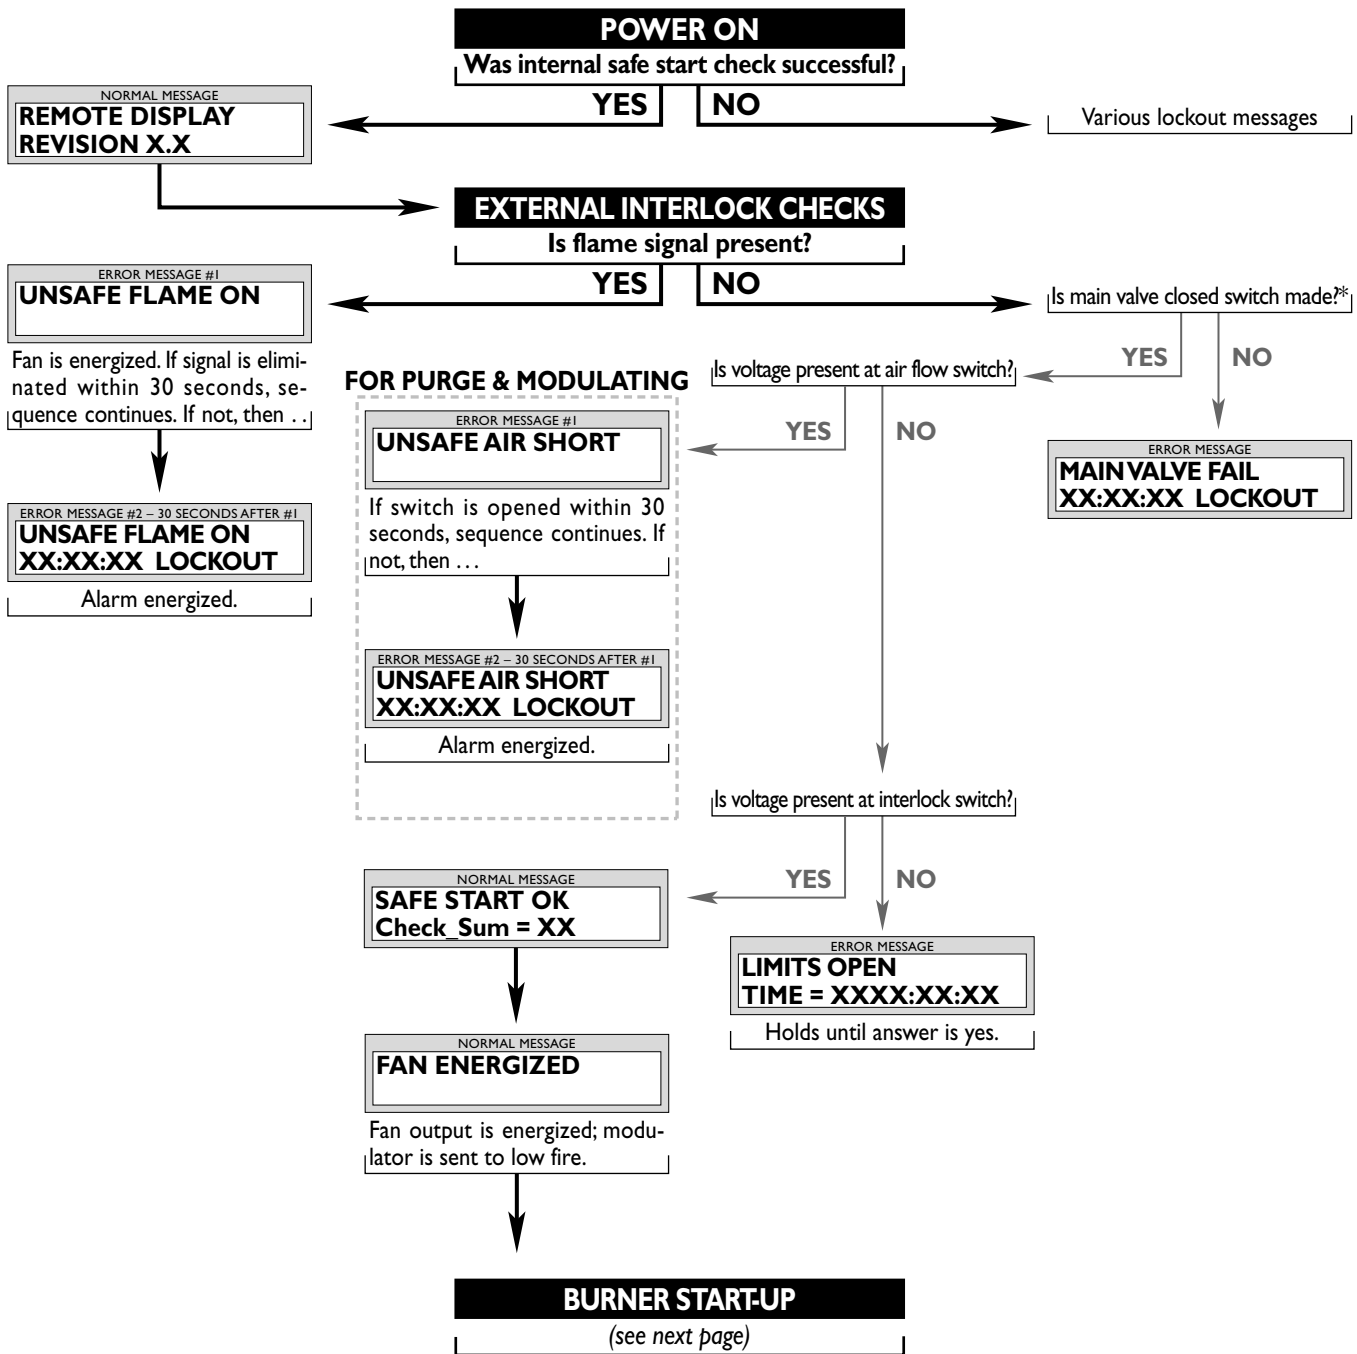 POWER ON
Was internal safe start check successful?
YES
NO
NORMAL MESSAGE
REMOTE DISPLAY
REVISION X.X
Various lockout messages
EXTERNAL INTERLOCK CHECKS
Is flame signal present?
YES
NO
ERROR MESSAGE #1
UNSAFE FLAME ON
Fan is energized. If signal is elimi-
nated within 30 seconds, se-
quence continues. If not, then . .
ERROR MESSAGE #2 – 30 SECONDS AFTER #1
UNSAFE FLAME ON
XX:XX:XX LOCKOUT
Alarm energized.
Is main valve closed switch made?*
YES
NO
ERROR MESSAGE
MAIN VALVE FAIL
XX:XX:XX LOCKOUT
Is voltage present at air flow switch?
YES
NO
FOR PURGE & MODULATING
ERROR MESSAGE #1
UNSAFE AIR SHORT
If switch is opened within 30
seconds, sequence continues. If
not, then . . .
ERROR MESSAGE #2 – 30 SECONDS AFTER #1
UNSAFE AIR SHORT
XX:XX:XX LOCKOUT
Alarm energized.
Is voltage present at interlock switch?
YES
NO
NORMAL MESSAGE
SAFE START OK
Check_Sum = XX
ERROR MESSAGE
LIMITS OPEN
TIME = XXXX:XX:XX
Holds until answer is yes.
NORMAL MESSAGE
FAN ENERGIZED
Fan output is energized; modu-
lator is sent to low fire.
BURNER START-UP
(see next page)